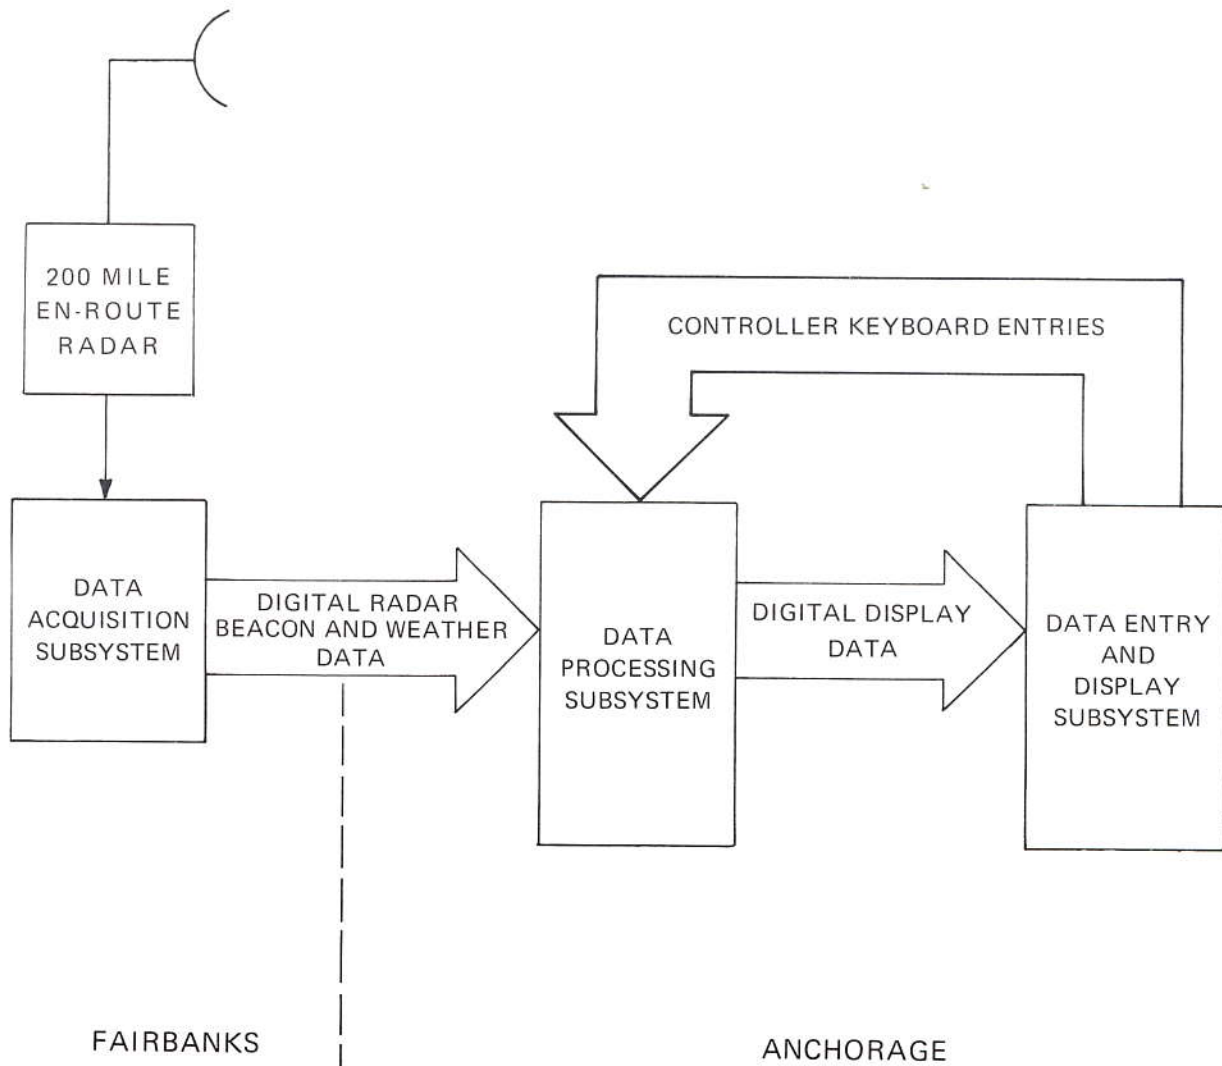 200 MILE
EN-ROUTE
RADAR
CONTROLLER KEYBOARD ENTRIES
DATA
ACQUISITION
SUBSYSTEM
DIGITAL RADAR
BEACON AND WEATHER
DATA
DATA
PROCESSING
SUBSYSTEM
DIGITAL DISPLAY
DATA
DATA ENTRY
AND
DISPLAY
SUBSYSTEM
FAIRBANKS
ANCHORAGE